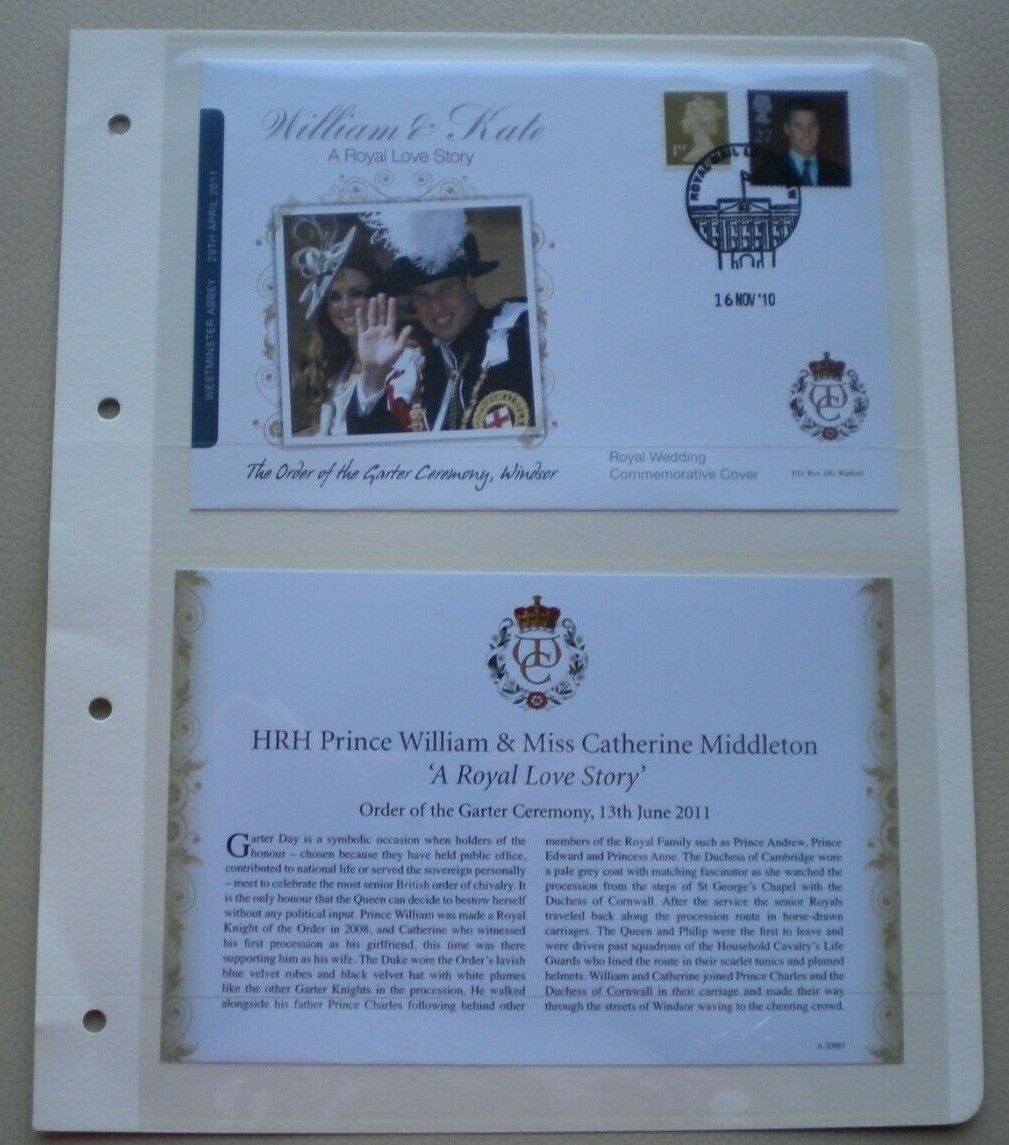 William & Kate
A Royal Love Story
WESTMINSTER ABBEY - 29TH APRIL 2011
1ST
27
ROYAL MAIL
16 NOV '10
The Order of the Garter Ceremony, Windsor
Royal Wedding
Commemorative Cover
P.O. Box 100, Watford
HRH Prince William & Miss Catherine Middleton
‘A Royal Love Story’
Order of the Garter Ceremony, 13th June 2011
Garter Day is a symbolic occasion when holders of the
honour – chosen because they have held public office,
contributed to national life or served the sovereign personally
– meet to celebrate the most senior British order of chivalry. It
is the only honour that the Queen can decide to bestow herself
without any political input. Prince William was made a Royal
Knight of the Order in 2008, and Catherine who witnessed
his first procession as his girlfriend, this time was there
supporting him as his wife. The Duke wore the Order's lavish
blue velvet robes and black velvet hat with white plumes
like the other Garter Knights in the procession. He walked
alongside his father Prince Charles following behind other
members of the Royal Family such as Prince Andrew, Prince
Edward and Princess Anne. The Duchess of Cambridge wore
a pale grey coat with matching fascinator as she watched the
procession from the steps of St George's Chapel with the
Duchess of Cornwall. After the service the senior Royals
traveled back along the procession route in horse-drawn
carriages. The Queen and Philip were the first to leave and
were driven past squadrons of the Household Cavalry's Life
Guards who lined the route in their scarlet tunics and plumed
helmets. William and Catherine joined Prince Charles and the
Duchess of Cornwall in their carriage and made their way
through the streets of Windsor waving to the cheering crowd.